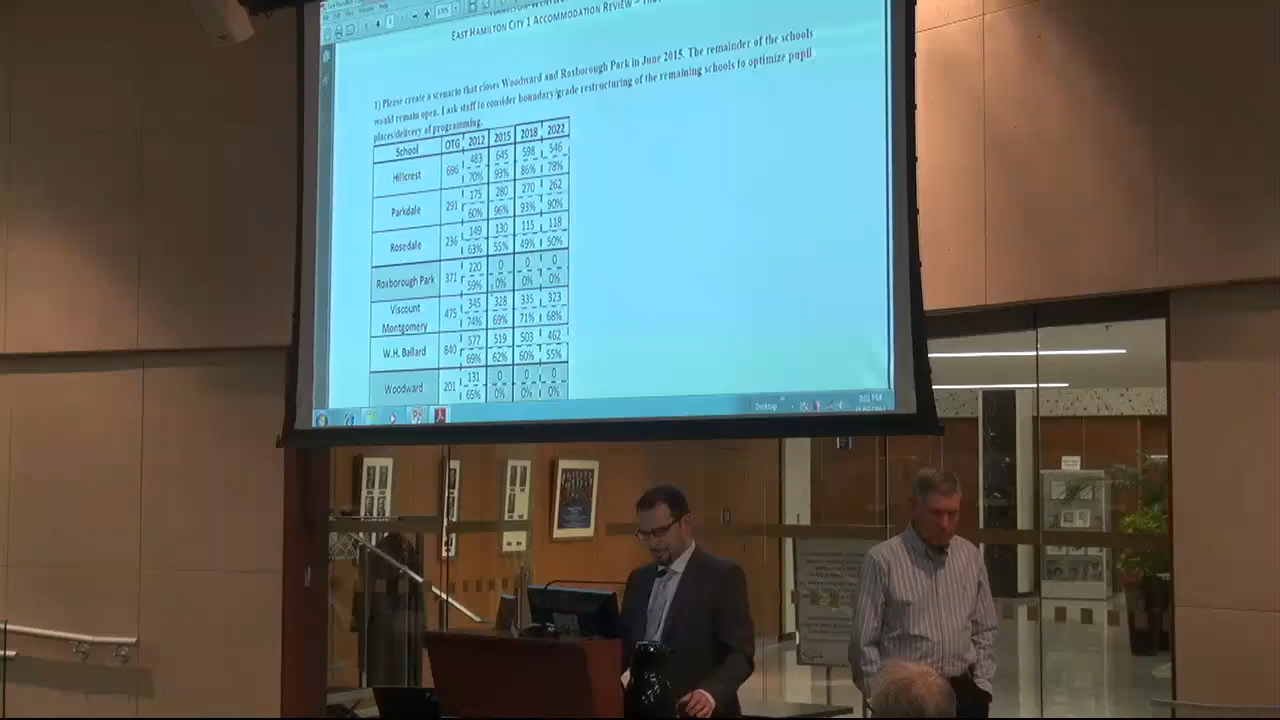 EAST HAMILTON CITY 1 ACCOMMODATION REVIEW –
1) Please create a scenario that closes Woodward and Roxborough Park in June 2015. The remainder of the schools
would remain open. I ask staff to consider boundary/grade restructuring of the remaining schools to optimize pupil
places/delivery of programming.
School OTG 2012 2015 2018 2022
Hillcrest 696 483 645 598 546
70% 93% 86% 78%
Parkdale 291 175 280 270 262
60% 96% 93% 90%
Rosedale 236 149 130 115 118
63% 55% 49% 50%
Roxborough Park 371 220 0 0 0
59% 0% 0% 0%
Viscount Montgomery 475 345 328 335 323
74% 69% 71% 68%
W.H. Ballard 840 577 519 503 462
69% 62% 60% 55%
Woodward 201 131 0 0 0
65% 0% 0% 0%
Desktop